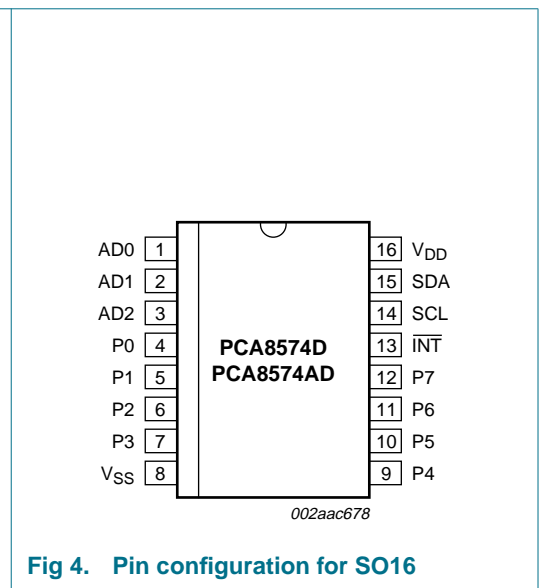 AD0 1 16 VDD
AD1 2 15 SDA
AD2 3 14 SCL
P0 4 PCA8574D 13 INT
P1 5 PCA8574AD 12 P7
P2 6 11 P6
P3 7 10 P5
VSS 8 9 P4
002aac678
Fig 4. Pin configuration for SO16